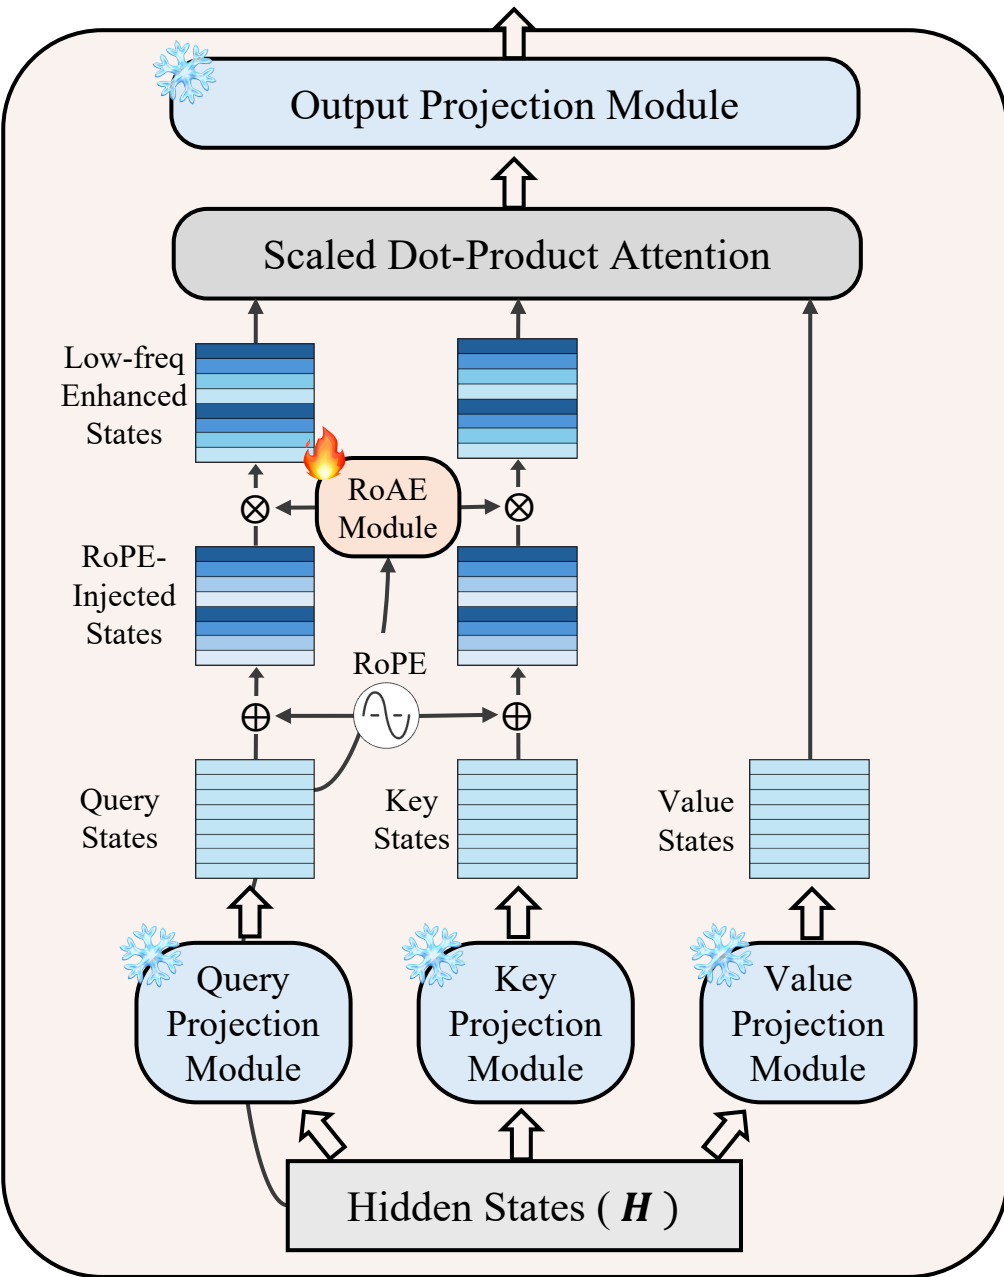 Output Projection Module
Scaled Dot-Product Attention
Low-freq
Enhanced
States
RoAE
Module
RoPE-
Injected
States
RoPE
Query
States
Key
States
Value
States
Query
Projection
Module
Key
Projection
Module
Value
Projection
Module
Hidden States ( H )